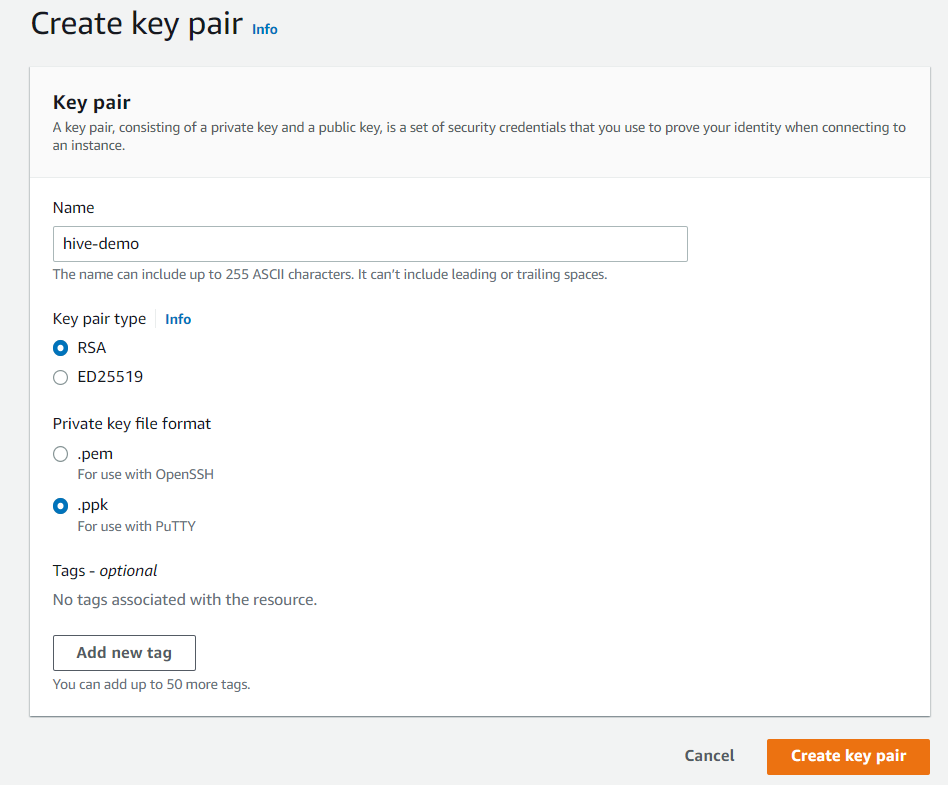 Create key pair Info
Key pair
A key pair, consisting of a private key and a public key, is a set of security credentials that you use to prove your identity when connecting to
an instance.
Name
hive-demo
The name can include up to 255 ASCII characters. It can't include leading or trailing spaces.
Key pair type Info
RSA
ED25519
Private key file format
.pem
For use with OpenSSH
.ppk
For use with PuTTY
Tags - optional
No tags associated with the resource.
Add new tag
You can add up to 50 more tags.
Cancel Create key pair